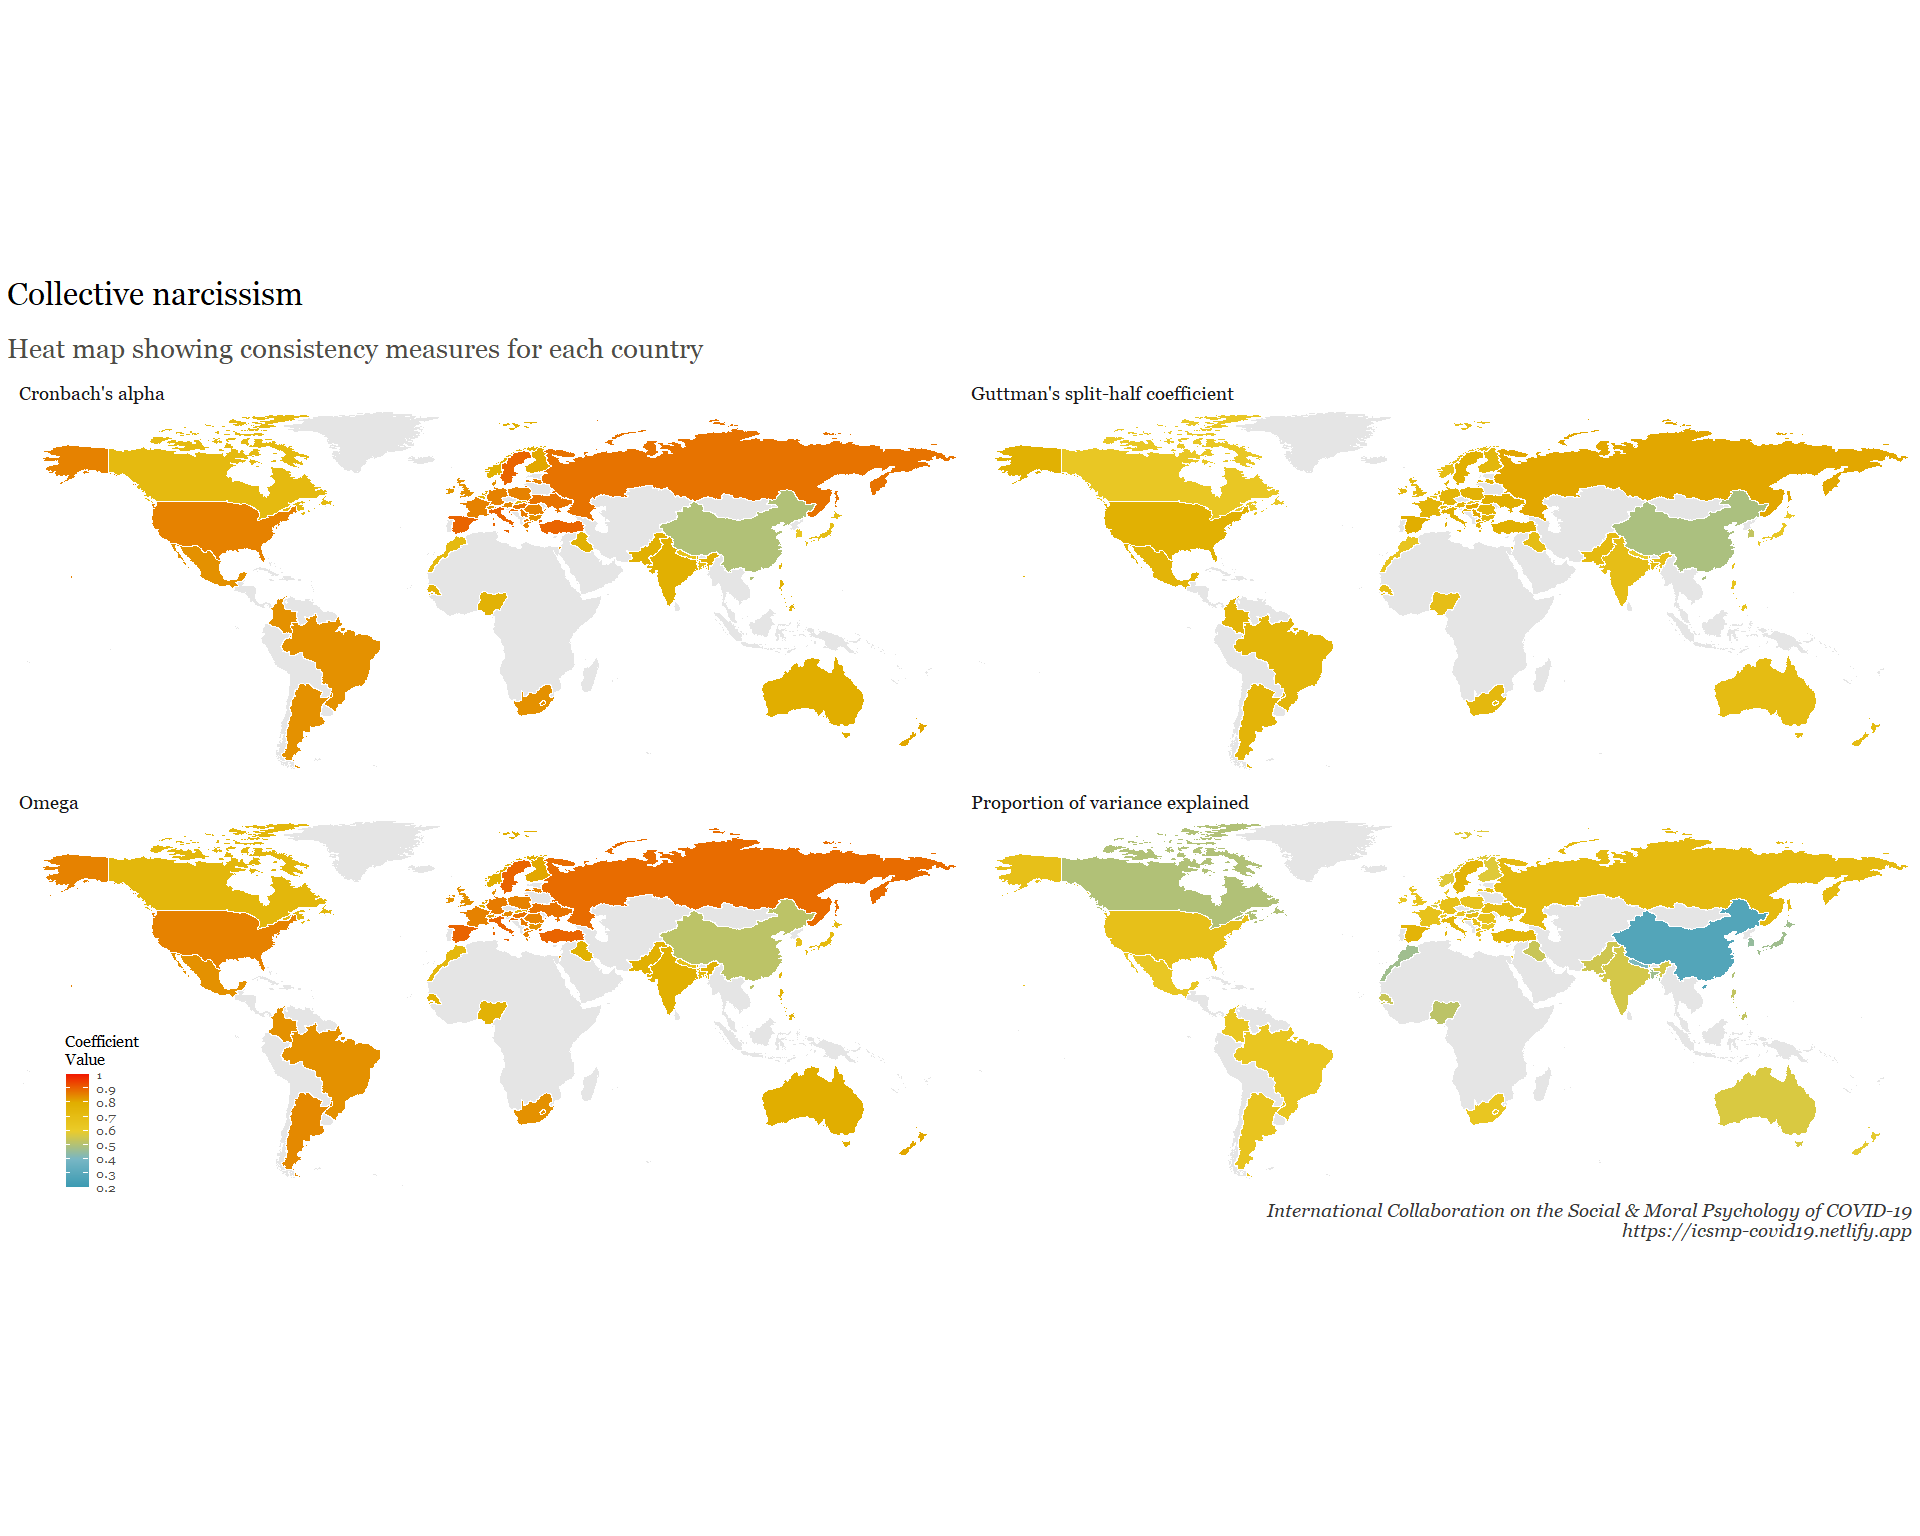 Collective narcissism
Heat map showing consistency measures for each country
Cronbach's alpha
Guttman's split-half coefficient
Omega
Proportion of variance explained
Coefficient
Value
1
0.9
0.8
0.7
0.6
0.5
0.4
0.3
0.2
International Collaboration on the Social & Moral Psychology of COVID-19
https://icsmp-covid19.netlify.app